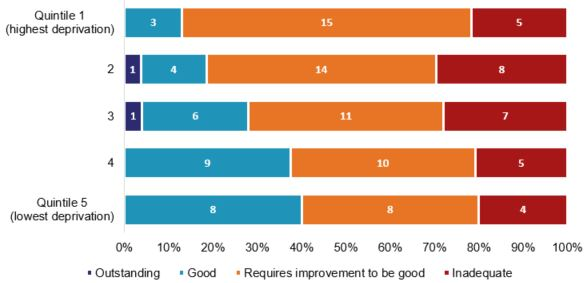 Quintile 1
(highest deprivation)
3 15 5
2 1 4 14 8
3 1 6 11 7
4 9 10 5
Quintile 5
(lowest deprivation)
8 8 4
0% 10% 20% 30% 40% 50% 60% 70% 80% 90% 100%
Outstanding Good Requires improvement to be good Inadequate